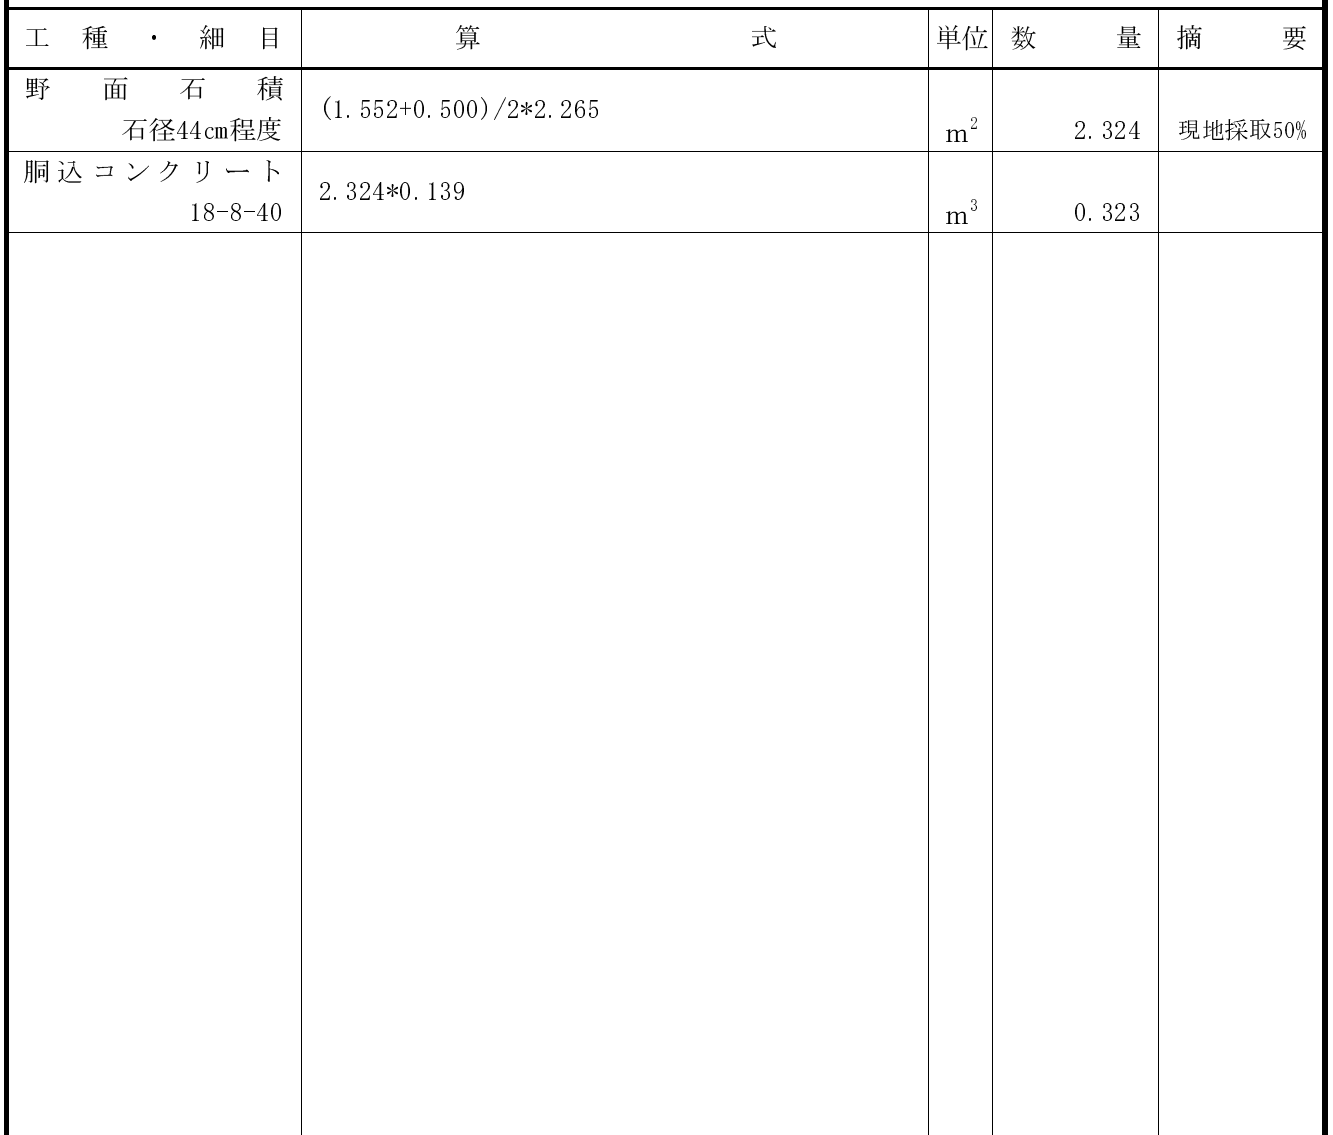 工種・細目 算式 単位 数量 摘要
野面石積
(1.552+0.500)/2*2.265
石径44cm程度 m² 2.324 現地採取50%
胴込コンクリート
2.324*0.139
18-8-40 m³ 0.323